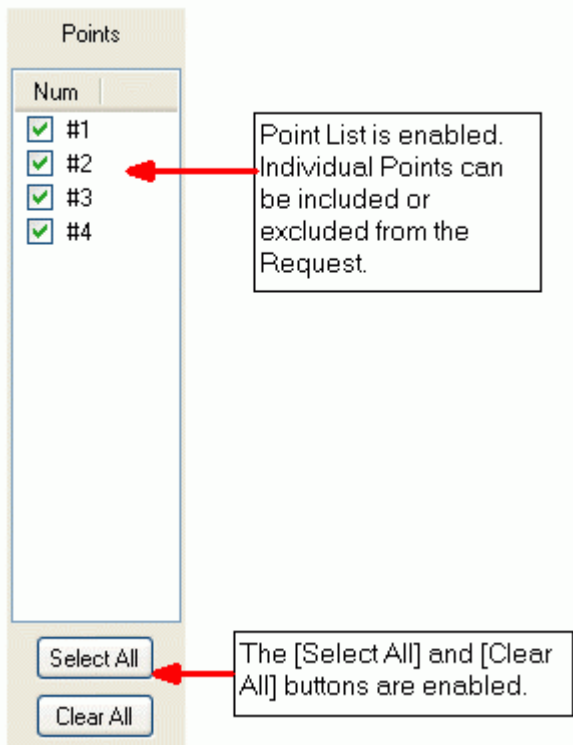 Points
Num
#1
#2
#3
#4
Point List is enabled.
Individual Points can
be included or
excluded from the
Request.
Select All
Clear All
The [Select All] and [Clear
All] buttons are enabled.